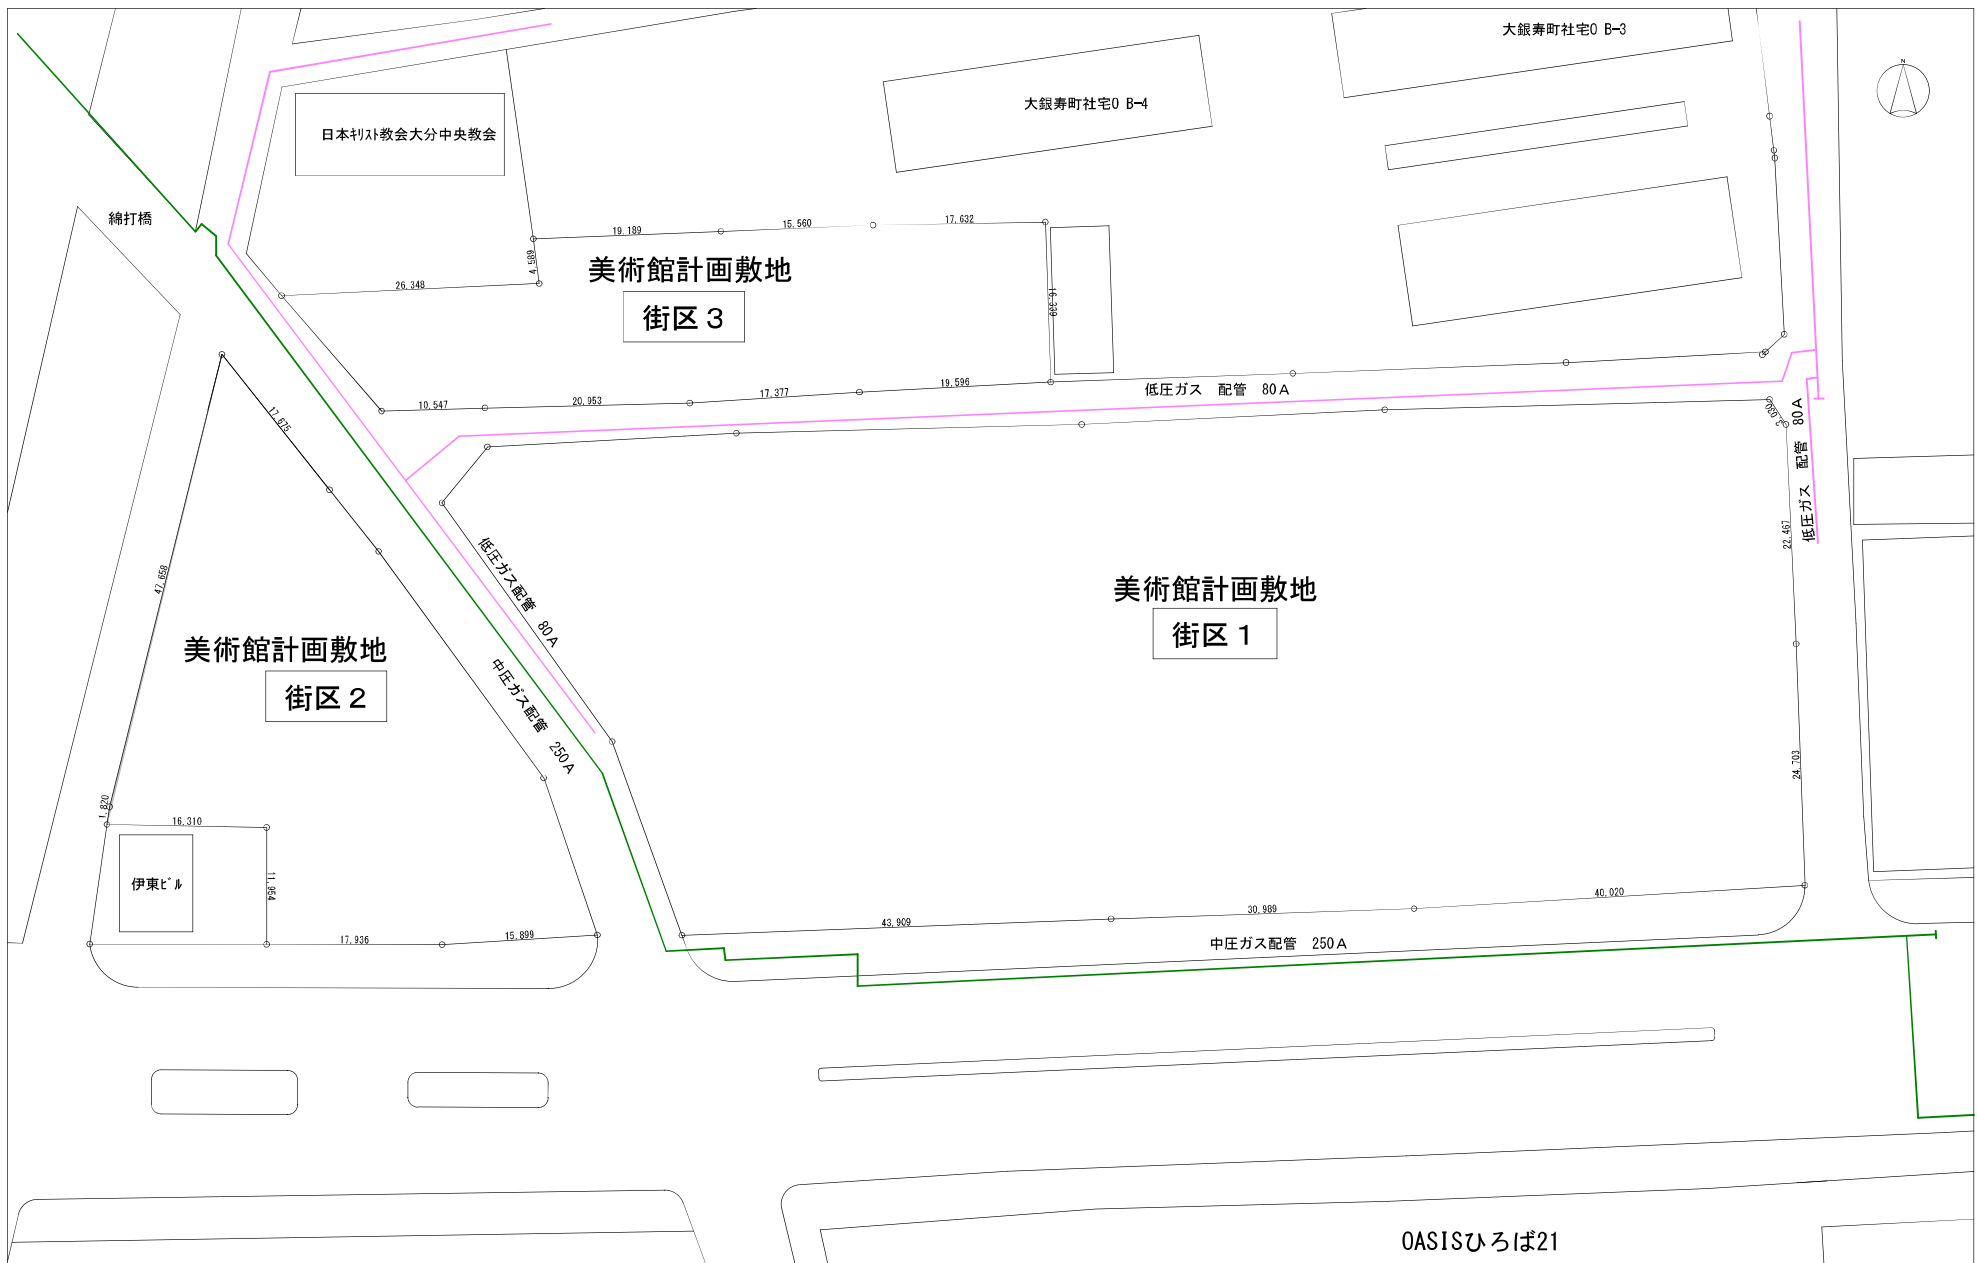 大銀寿町社宅O B-3
N
大銀寿町社宅O B-4
日本ｷﾘｽﾄ教会大分中央教会
綿打橋
19.189
15.560
17.632
4.589
美術館計画敷地
街区３
26.348
16.339
10.547
20.953
17.377
19.596
低圧ガス　配管　80Ａ
3.080
低圧ガス　配管　80Ａ
17.675
22.467
47.658
低圧ガス配管　80Ａ
美術館計画敷地
街区１
美術館計画敷地
街区２
中圧ガス配管　250Ａ
24.703
1.820
16.310
伊東ﾋﾞﾙ
11.954
17.936
15.899
43.909
30.989
40.020
中圧ガス配管　250Ａ
OASISひろば21